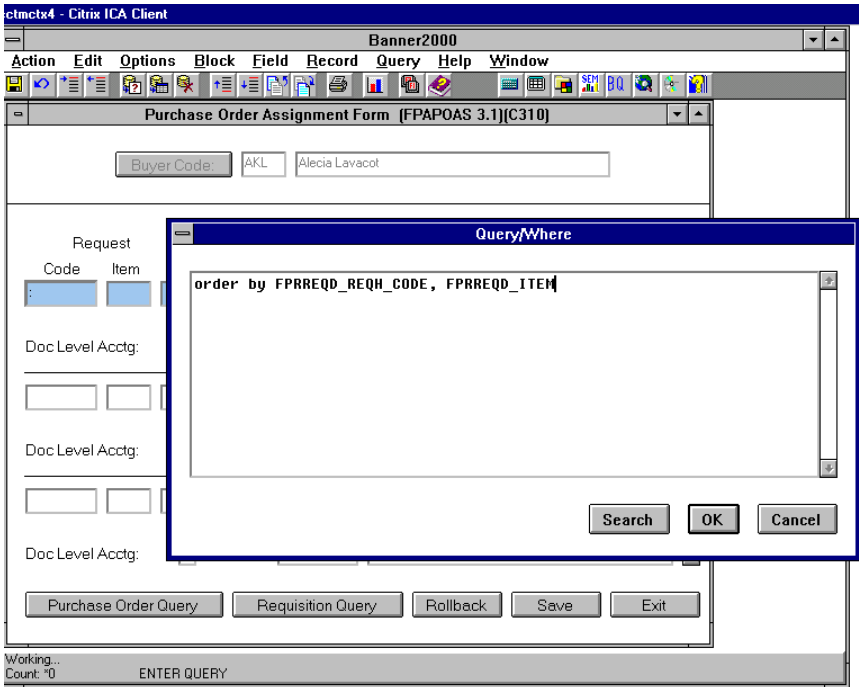 ctmctx4 - Citrix ICA Client
Banner2000
Action Edit Options Block Field Record Query Help Window
SEM BQ
Purchase Order Assignment Form (FPAPOAS 3.1)(C310)
Buyer Code: AKL Alecia Lavacot
Query/Where
Request
Code Item
:
order by FPRREQD_REQH_CODE, FPRREQD_ITEM
Doc Level Acctg:
Doc Level Acctg:
Search OK Cancel
Doc Level Acctg:
Purchase Order Query Requisition Query Rollback Save Exit
Working...
Count: *0 ENTER QUERY